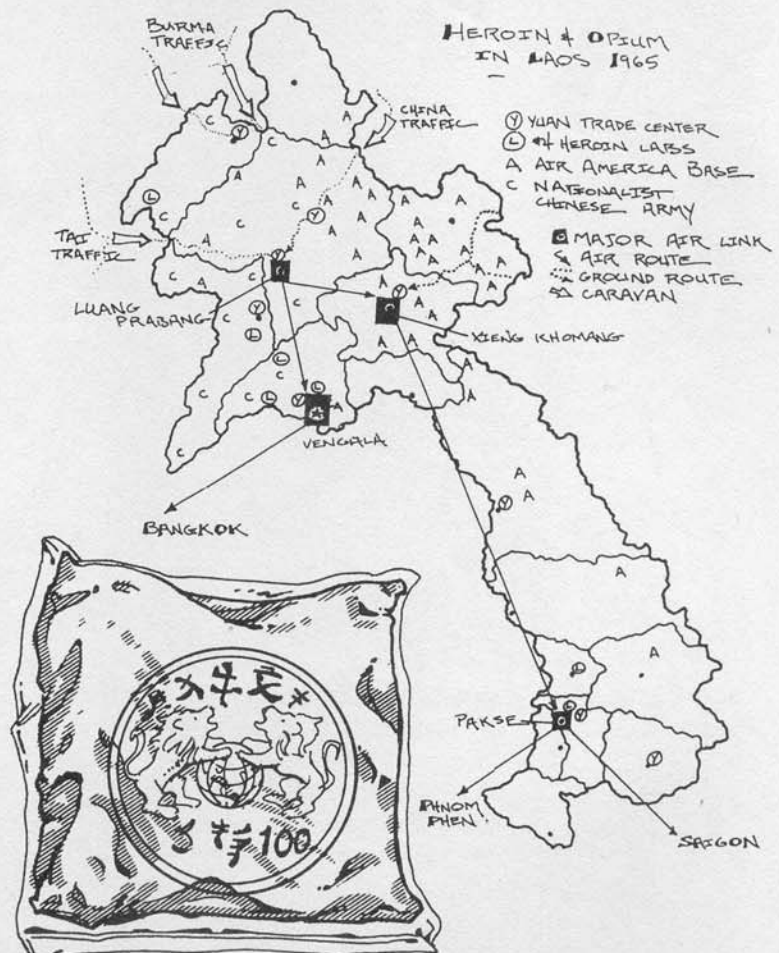 BURMA
TRAFFIC
HEROIN & OPIUM
IN LAOS 1965
CHINA
TRAFFIC
Ⓨ YUAN TRADE CENTER
Ⓛ #4 HEROIN LABS
A AIR AMERICA BASE
C NATIONALIST
CHINESE ARMY
MAJOR AIR LINK
AIR ROUTE
GROUND ROUTE
CARAVAN
TAI
TRAFFIC
LUANG
PRABANG
XIENG KHOMANG
VENGALA
BANGKOK
PAKSE
PHNOM
PHEN
SAIGON
100